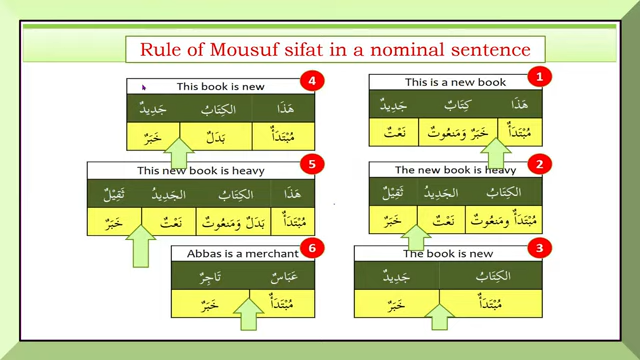 Rule of Mousuf sifat in a nominal sentence
1
This is a new book
هَذَا كِتَابٌ جَدِيدٌ
مُبْتَدَأٌ خَبَرٌ وَمَنعُوتٌ نَعْتٌ
2
The new book is heavy
الكِتَابُ الجَدِيدُ ثَقِيْلٌ
مُبْتَدَأٌ ومَنعُوتٌ نَعْتٌ خَبَرٌ
3
The book is new
الكِتَابُ جَدِيدٌ
مُبْتَدَأٌ خَبَرٌ
4
This book is new
هَذَا الكِتَابُ جَدِيدٌ
مُبْتَدَأٌ بَدَلٌ خَبَرٌ
5
This new book is heavy
هَذَا الكِتَابُ الجَدِيدُ ثَقِيْلٌ
مُبْتَدَأٌ بَدَلٌ وَمَنعُوتٌ نَعْتٌ خَبَرٌ
6
Abbas is a merchant
عَبَاسٌ تَاجِرٌ
مُبْتَدَأٌ خَبَرٌ